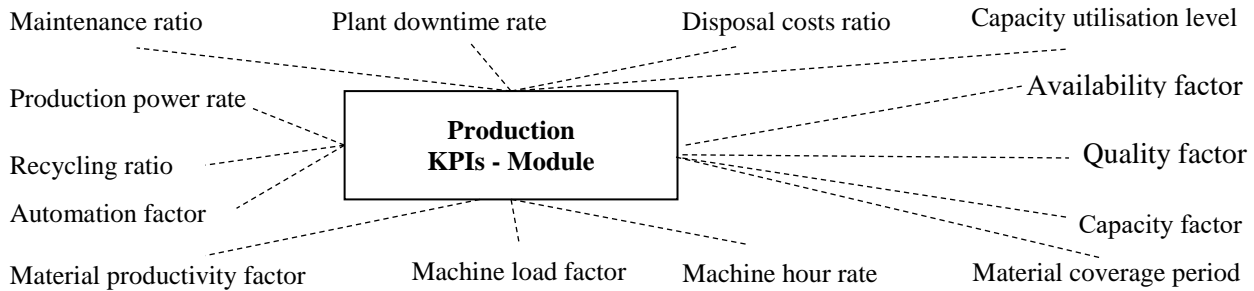 Maintenance ratio
Plant downtime rate
Disposal costs ratio
Capacity utilisation level
Production power rate
Production
KPIs - Module
Availability factor
Recycling ratio
Quality factor
Automation factor
Capacity factor
Material productivity factor
Machine load factor
Machine hour rate
Material coverage period